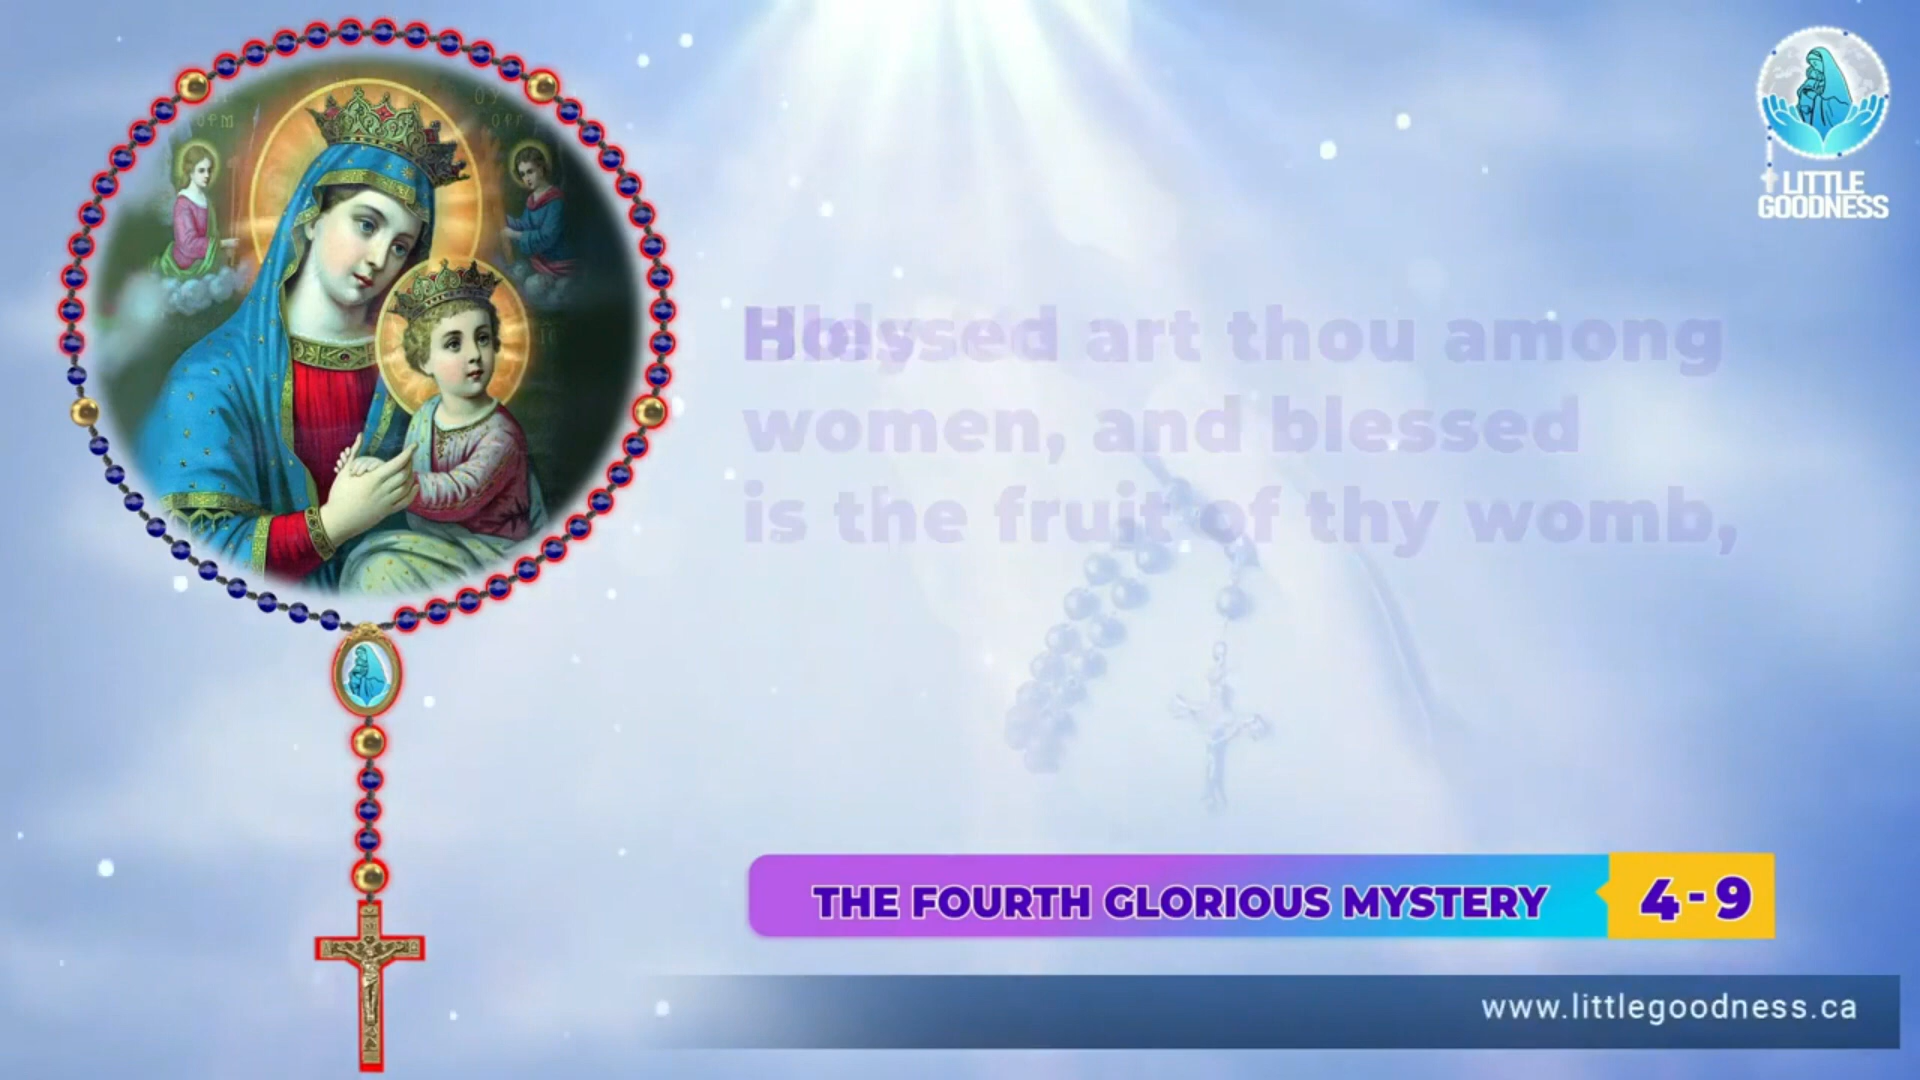 LITTLE
GOODNESS
Blessed art thou among
women, and blessed
is the fruit of thy womb,
THE FOURTH GLORIOUS MYSTERY 4-9
www.littlegoodness.ca